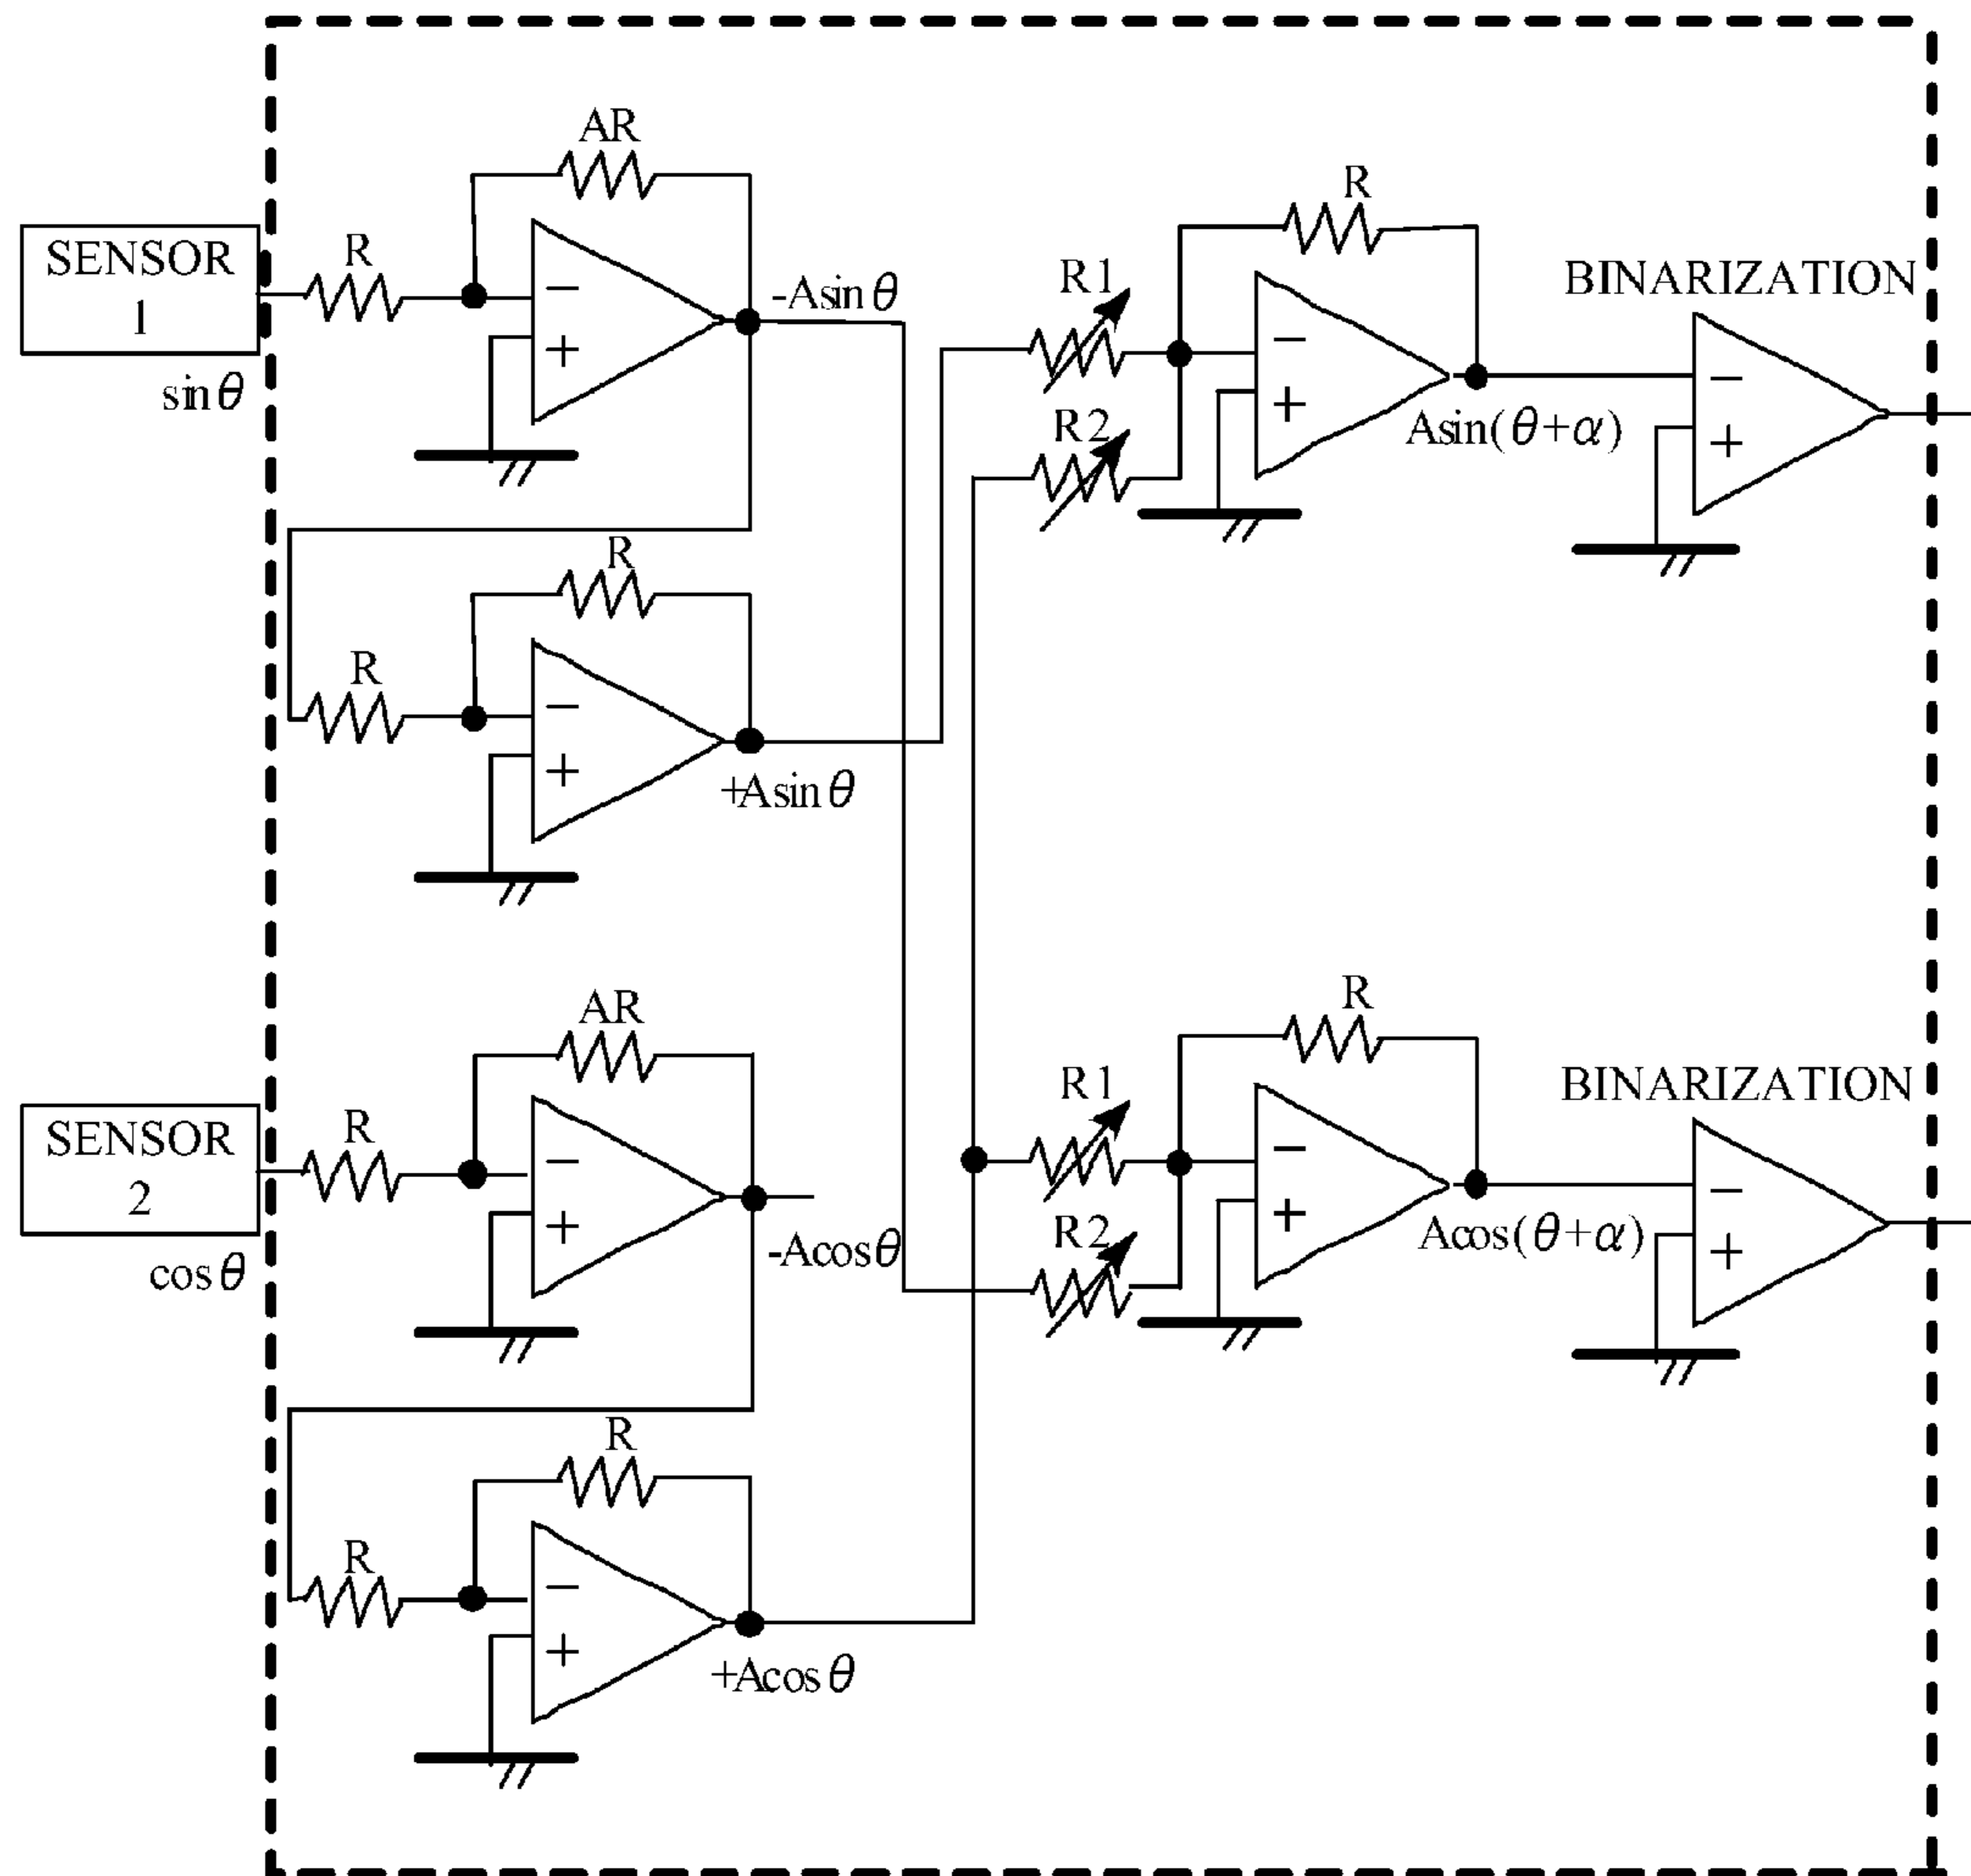 AR
R
SENSOR
1
R
-Asinθ
R1
BINARIZATION
−
+
−
+
−
+
sinθ
R2
Asin(θ+α)
R
R
−
+
+Asinθ
AR
R
SENSOR
2
R
R1
BINARIZATION
−
+
−
+
−
+
cosθ
-Acosθ
R2
Acos(θ+α)
R
R
−
+
+Acosθ